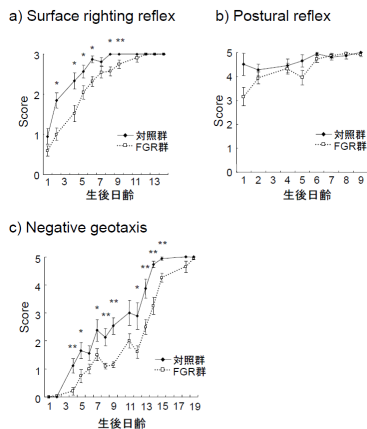 a) Surface righting reflex
3
2
1
0
Score
* * * * * **
対照群
FGR群
1 3 5 7 9 11 13
生後日齢
b) Postural reflex
5
4
3
2
1
0
Score
対照群
FGR群
1 2 3 4 5 6 7 8 9
生後日齢
c) Negative geotaxis
5
4
3
2
1
0
Score
** * * ** ** * ** ** **
対照群
FGR群
1 3 5 7 9 11 13 15 17 19
生後日齢